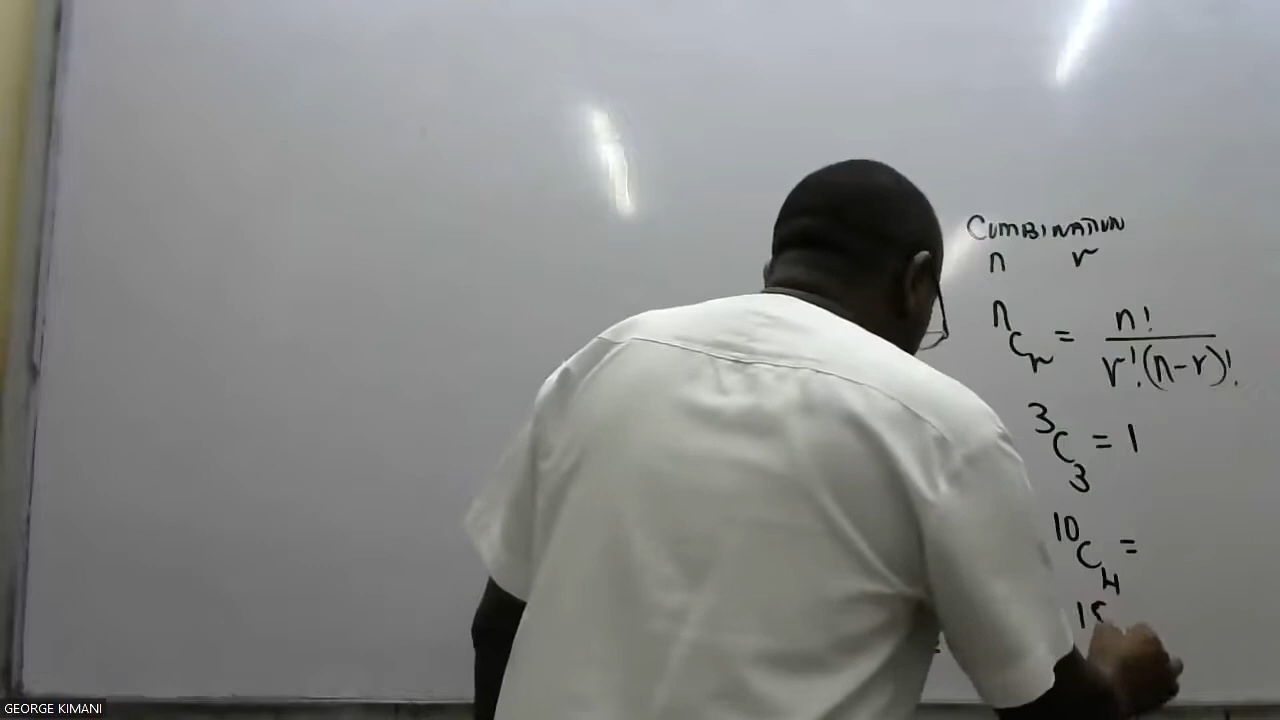 COMBINATION
n r
nCr = n! / r!(n-r)!
3C3 = 1
10C4 =
GEORGE KIMANI